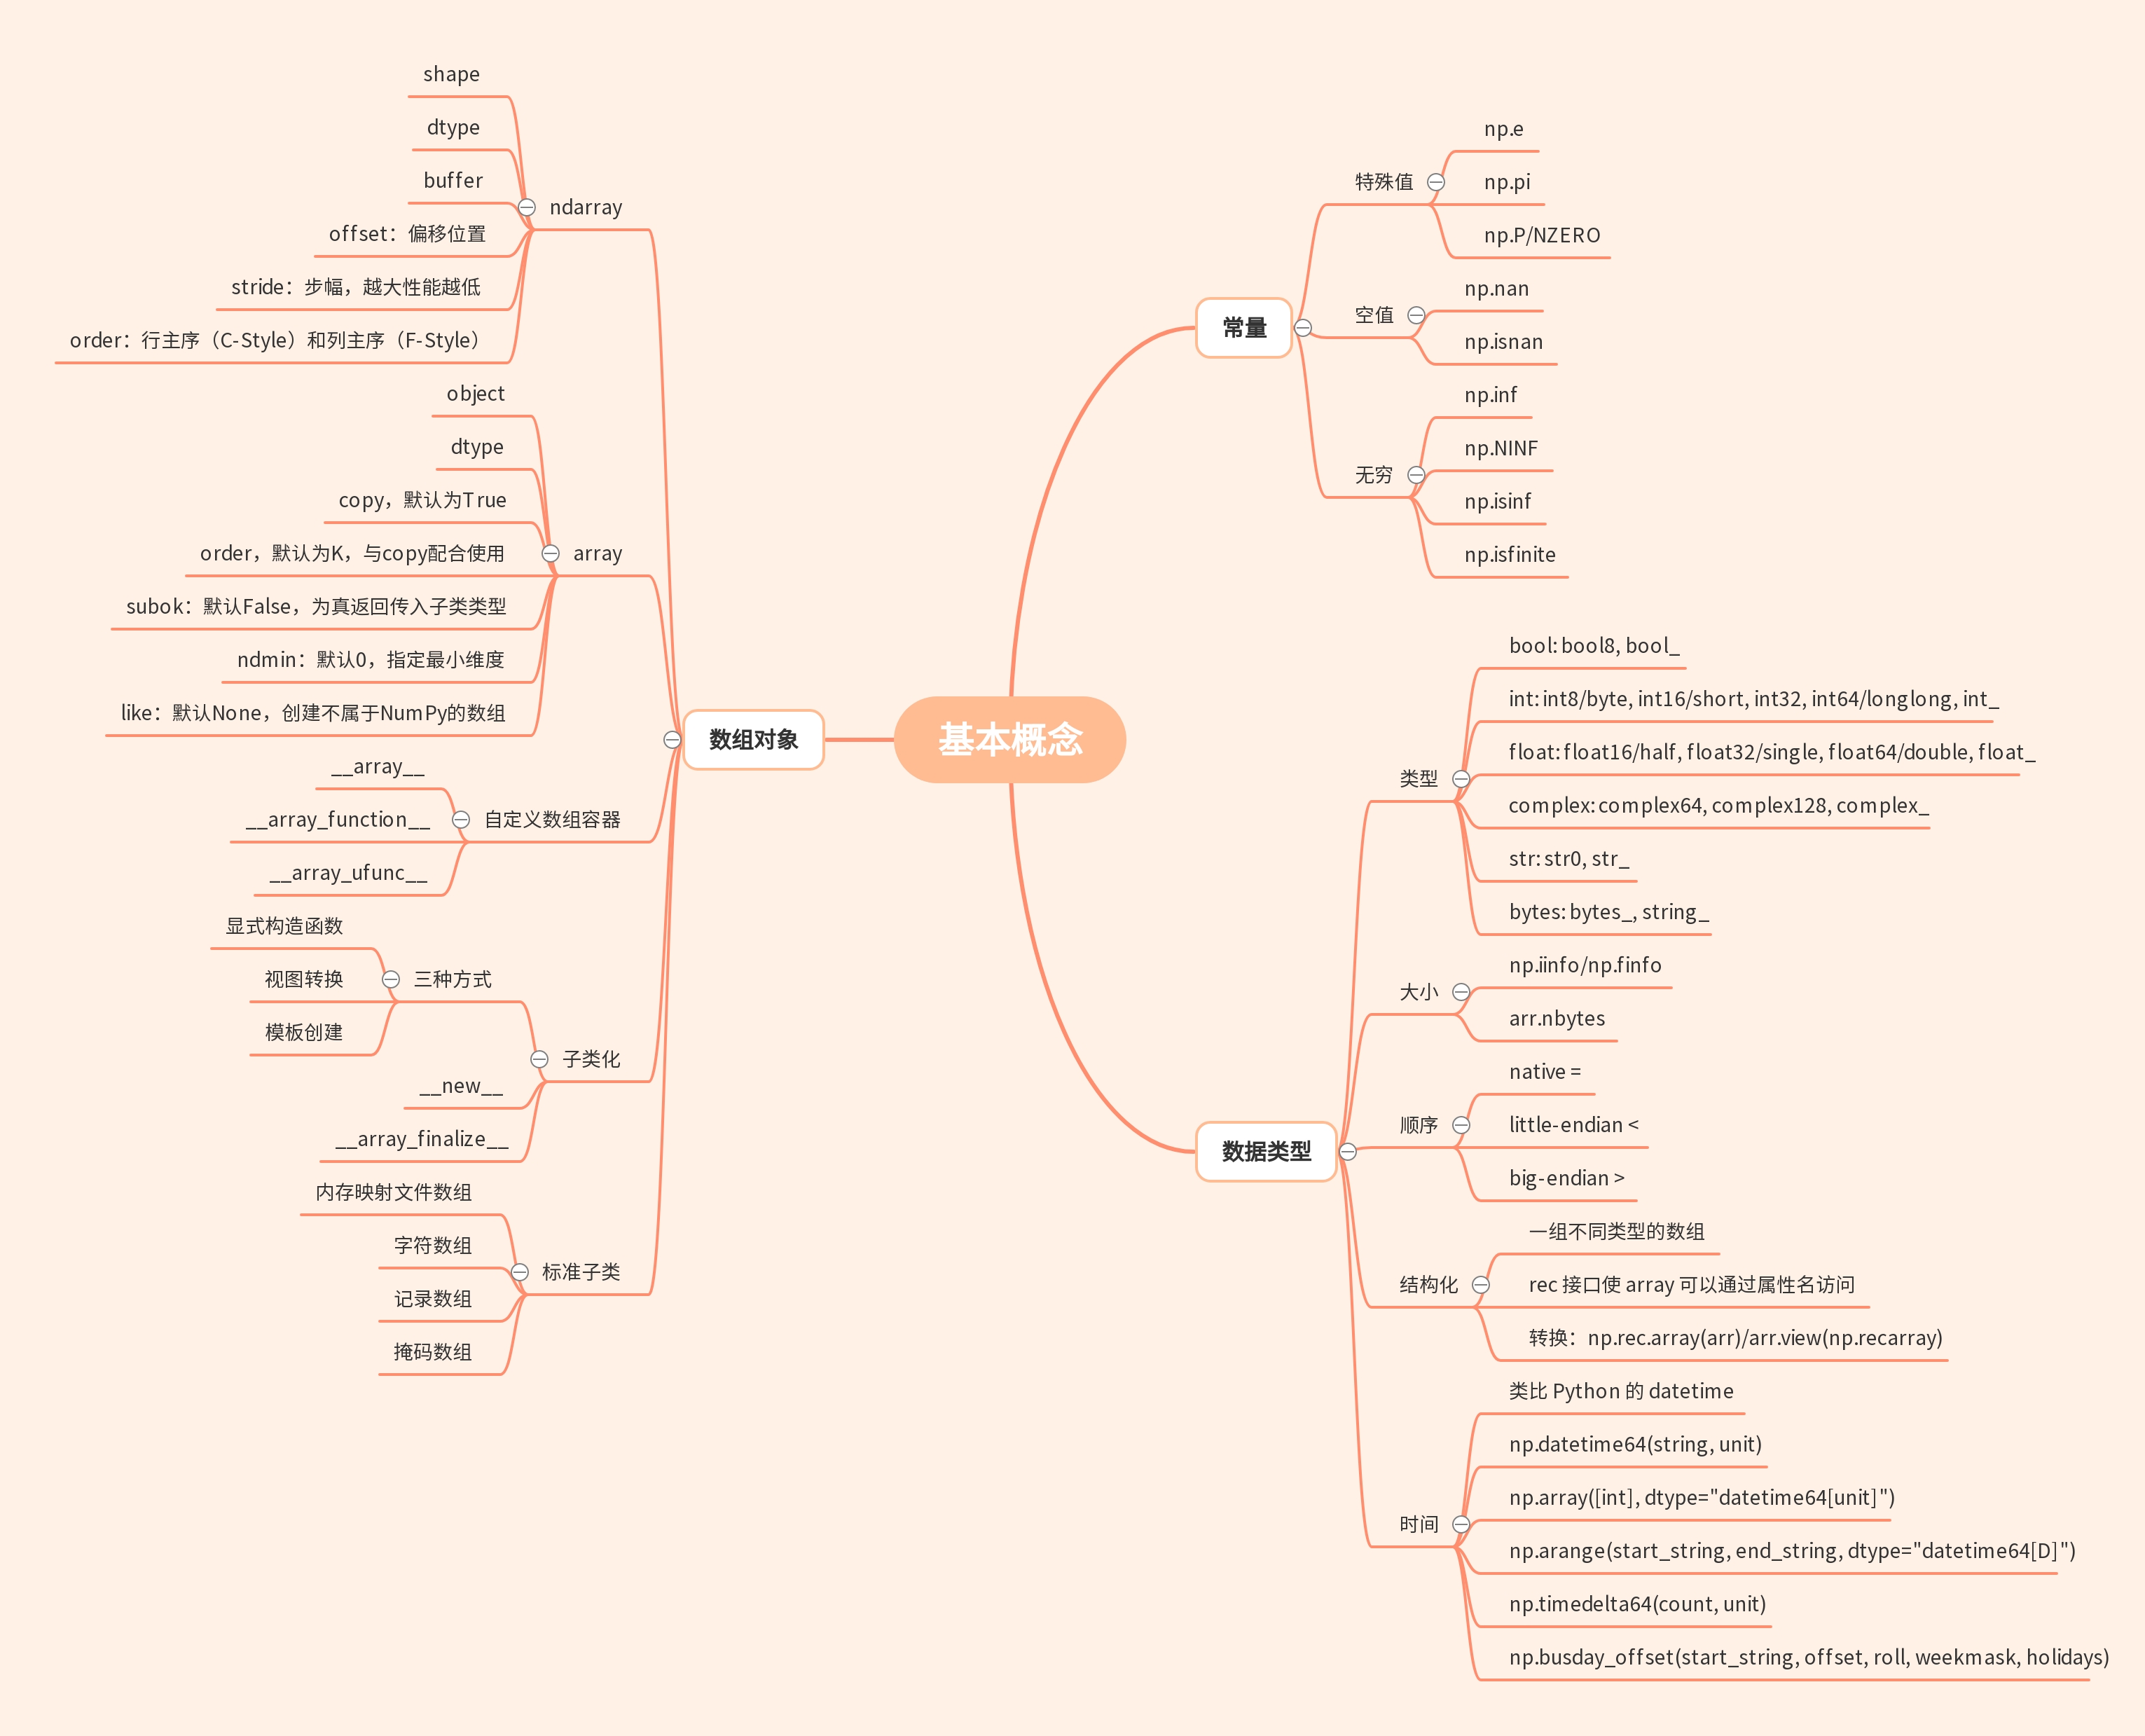 基本概念
常量
特殊值
np.e
np.pi
np.P/NZERO
空值
np.nan
np.isnan
无穷
np.inf
np.NINF
np.isinf
np.isfinite
数据类型
类型
bool: bool8, bool_
int: int8/byte, int16/short, int32, int64/longlong, int_
float: float16/half, float32/single, float64/double, float_
complex: complex64, complex128, complex_
str: str0, str_
bytes: bytes_, string_
大小
np.iinfo/np.finfo
arr.nbytes
顺序
native =
little-endian <
big-endian >
结构化
一组不同类型的数组
rec 接口使 array 可以通过属性名访问
转换：np.rec.array(arr)/arr.view(np.recarray)
时间
类比 Python 的 datetime
np.datetime64(string, unit)
np.array([int], dtype="datetime64[unit]")
np.arange(start_string, end_string, dtype="datetime64[D]")
np.timedelta64(count, unit)
np.busday_offset(start_string, offset, roll, weekmask, holidays)
数组对象
ndarray
shape
dtype
buffer
offset：偏移位置
stride：步幅，越大性能越低
order：行主序（C-Style）和列主序（F-Style）
array
object
dtype
copy，默认为True
order，默认为K，与copy配合使用
subok：默认False，为真返回传入子类类型
ndmin：默认0，指定最小维度
like：默认None，创建不属于NumPy的数组
自定义数组容器
__array__
__array_function__
__array_ufunc__
子类化
三种方式
显式构造函数
视图转换
模板创建
__new__
__array_finalize__
标准子类
内存映射文件数组
字符数组
记录数组
掩码数组